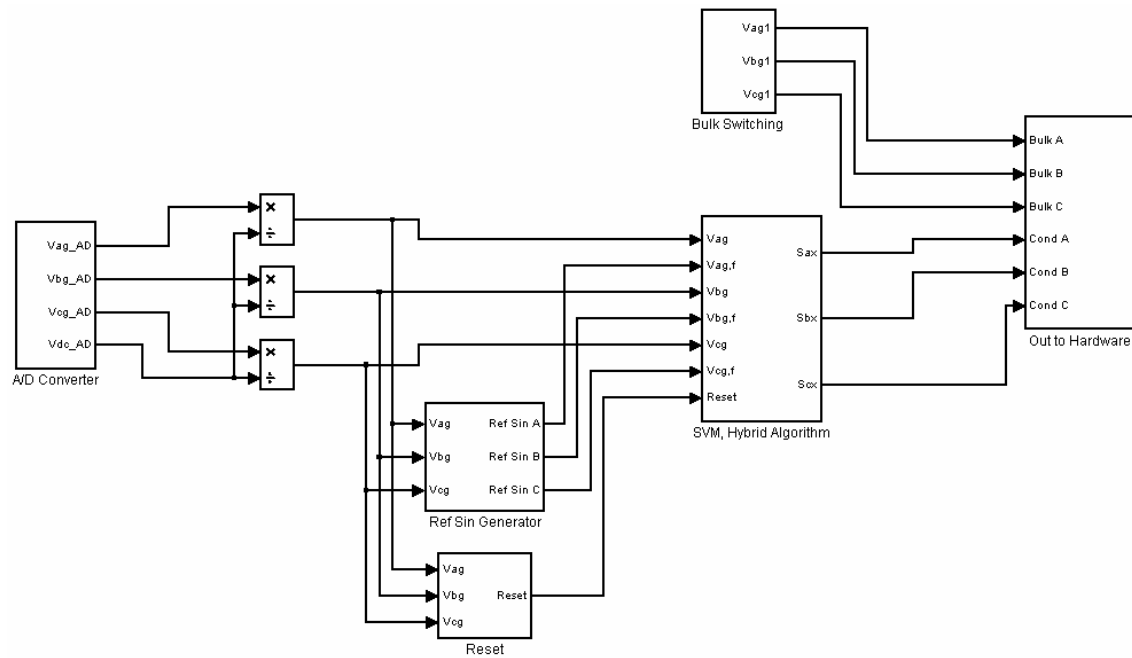 Vag1
Vbg1
Vcg1
Bulk Switching
Bulk A
Bulk B
Bulk C
Cond A
Cond B
Cond C
Out to Hardware
Vag_AD
Vbg_AD
Vcg_AD
Vdc_AD
A/D Converter
×
÷
×
÷
×
÷
Vag
Vag,f
Vbg
Vbg,f
Vcg
Vcg,f
Reset
Sax
Sbx
Scx
SVM, Hybrid Algorithm
Vag
Vbg
Vcg
Ref Sin A
Ref Sin B
Ref Sin C
Ref Sin Generator
Vag
Vbg
Vcg
Reset
Reset